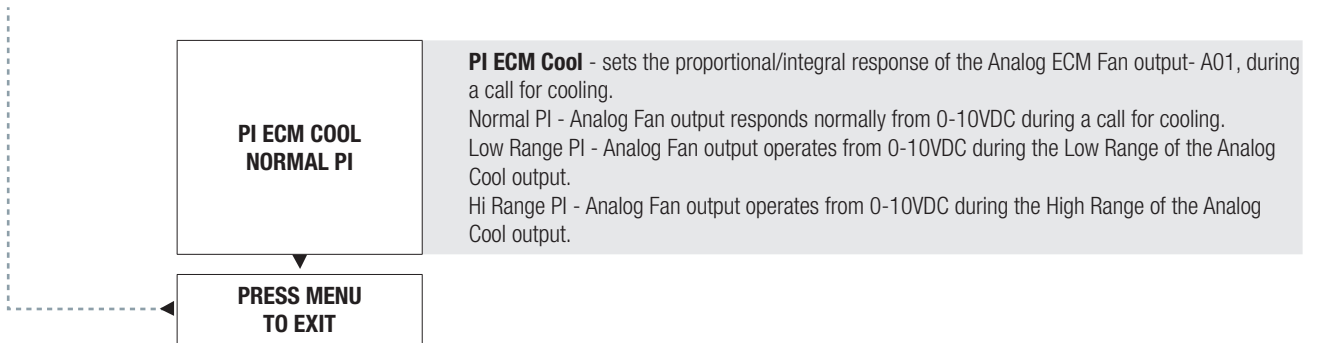 PI ECM COOL
NORMAL PI
PI ECM Cool - sets the proportional/integral response of the Analog ECM Fan output- A01, during
a call for cooling.
Normal PI - Analog Fan output responds normally from 0-10VDC during a call for cooling.
Low Range PI - Analog Fan output operates from 0-10VDC during the Low Range of the Analog
Cool output.
Hi Range PI - Analog Fan output operates from 0-10VDC during the High Range of the Analog
Cool output.
PRESS MENU
TO EXIT